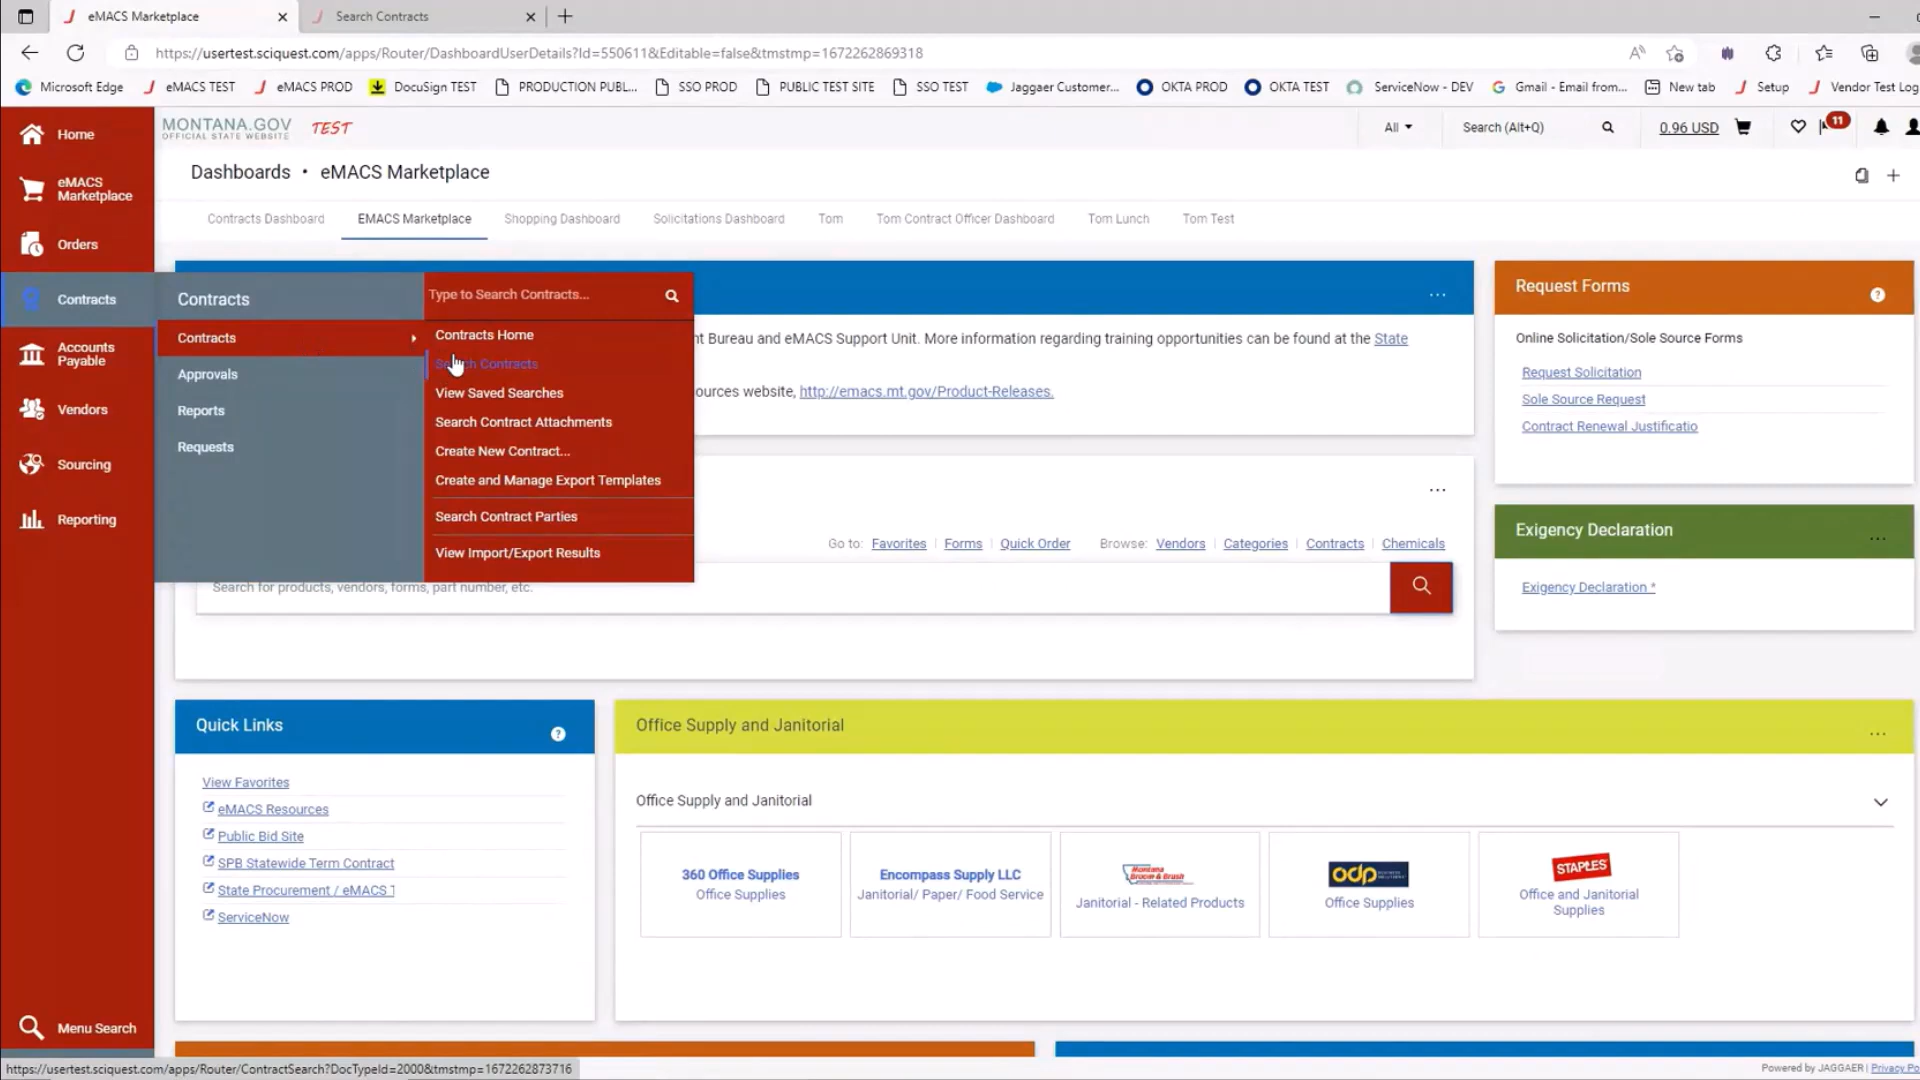 eMACS Marketplace
Search Contracts
https://usertest.sciquest.com/apps/Router/DashboardUserDetails?Id=550611&Editable=false&tmstmp=1672262869318
Microsoft Edge
eMACS TEST
eMACS PROD
DocuSign TEST
PRODUCTION PUBL...
SSO PROD
PUBLIC TEST SITE
SSO TEST
Jaggaer Customer...
OKTA PROD
OKTA TEST
ServiceNow - DEV
Gmail - Email from...
New tab
Setup
Vendor Test Log
MONTANA.GOV
OFFICIAL STATE WEBSITE
TEST
All
Search (Alt+Q)
0.96 USD
11
Home
eMACS
Marketplace
Orders
Contracts
Accounts
Payable
Vendors
Sourcing
Reporting
Menu Search
Dashboards • eMACS Marketplace
Contracts Dashboard
EMACS Marketplace
Shopping Dashboard
Solicitations Dashboard
Tom
Tom Contract Officer Dashboard
Tom Lunch
Tom Test
Contracts
Contracts
Approvals
Reports
Requests
Type to Search Contracts...
Contracts Home
Search Contracts
View Saved Searches
Search Contract Attachments
Create New Contract...
Create and Manage Export Templates
Search Contract Parties
View Import/Export Results
...
nt Bureau and eMACS Support Unit. More information regarding training opportunities can be found at the State
ources website, http://emacs.mt.gov/Product-Releases.
...
Go to: Favorites | Forms | Quick Order Browse: Vendors | Categories | Contracts | Chemicals
Search for products, vendors, forms, part number, etc.
Request Forms
?
Online Solicitation/Sole Source Forms
Request Solicitation
Sole Source Request
Contract Renewal Justificatio
Exigency Declaration
...
Exigency Declaration *
Quick Links
?
View Favorites
eMACS Resources
Public Bid Site
SPB Statewide Term Contract
State Procurement / eMACS T
ServiceNow
Office Supply and Janitorial
...
Office Supply and Janitorial
360 Office Supplies
Office Supplies
Encompass Supply LLC
Janitorial/ Paper/ Food Service
Montana
Broom & Brush
Janitorial - Related Products
odp
Office Supplies
STAPLES
Office and Janitorial
Supplies
https://usertest.sciquest.com/apps/Router/ContractSearch?DocTypeId=2000&tmstmp=1672262873716
Powered by JAGGAER | Privacy Po